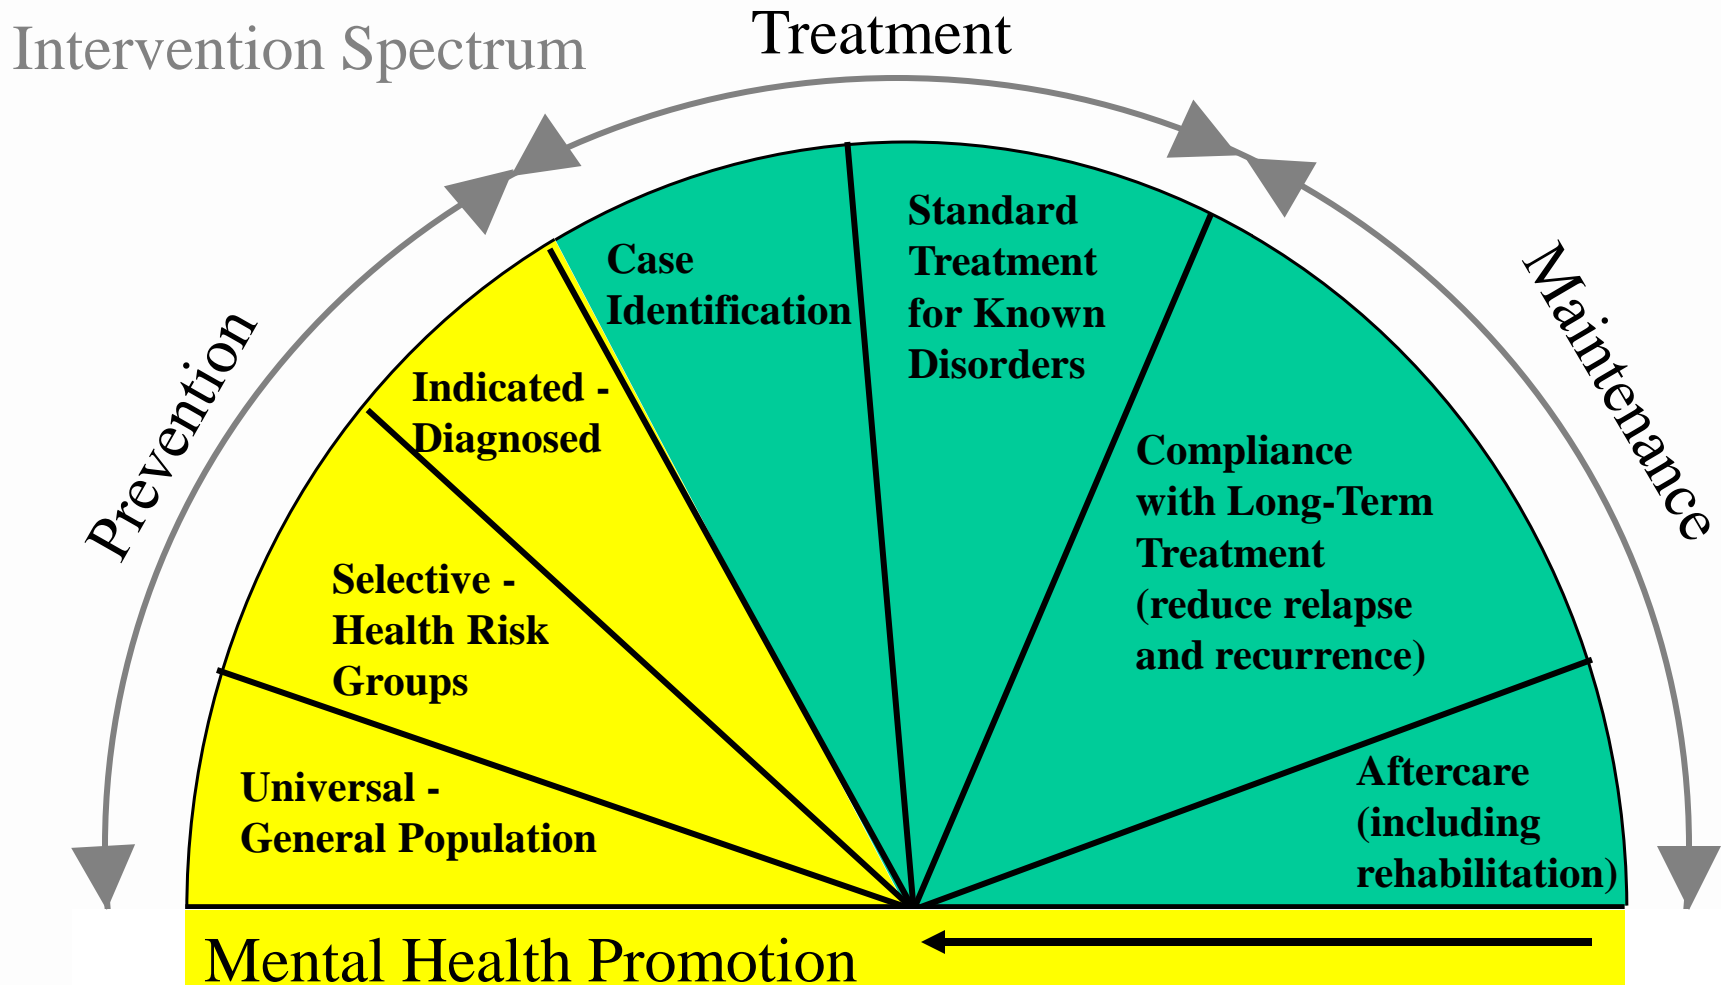 Intervention Spectrum
Treatment
Prevention
Maintenance
Case
Identification
Standard
Treatment
for Known
Disorders
Indicated -
Diagnosed
Compliance
with Long-Term
Treatment
(reduce relapse
and recurrence)
Selective -
Health Risk
Groups
Universal -
General Population
Aftercare
(including
rehabilitation)
Mental Health Promotion